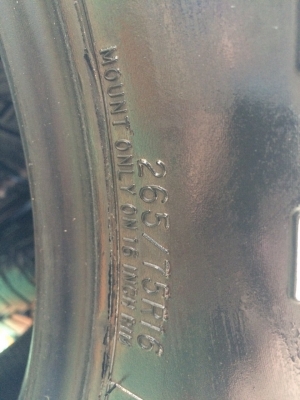 265/75R16
MOUNT ONLY ON 16 INCH RIM